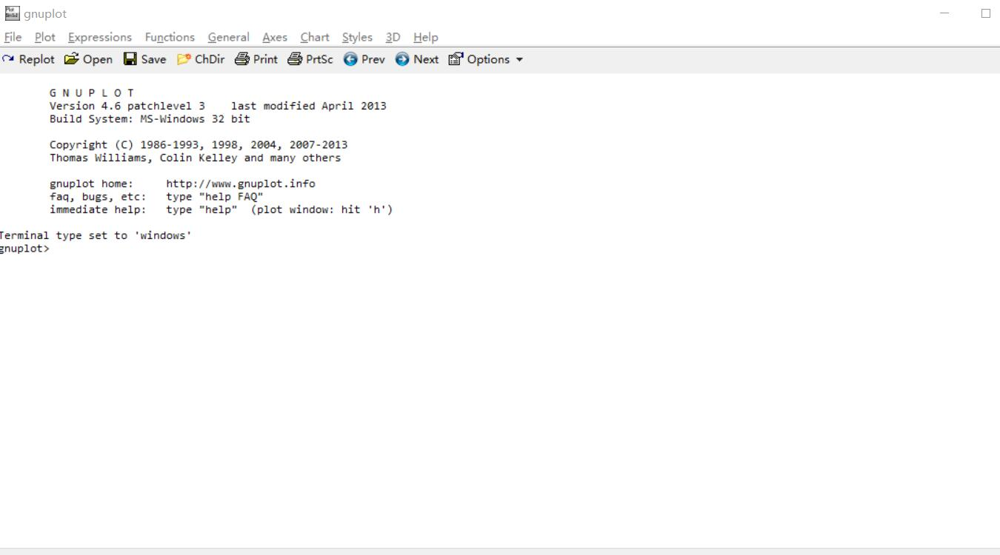 gnuplot
File Plot Expressions Functions General Axes Chart Styles 3D Help
Replot Open Save ChDir Print PrtSc Prev Next Options
G N U P L O T
Version 4.6 patchlevel 3    last modified April 2013
Build System: MS-Windows 32 bit
Copyright (C) 1986-1993, 1998, 2004, 2007-2013
Thomas Williams, Colin Kelley and many others
gnuplot home:     http://www.gnuplot.info
faq, bugs, etc:   type "help FAQ"
immediate help:   type "help"  (plot window: hit 'h')
Terminal type set to 'windows'
gnuplot>